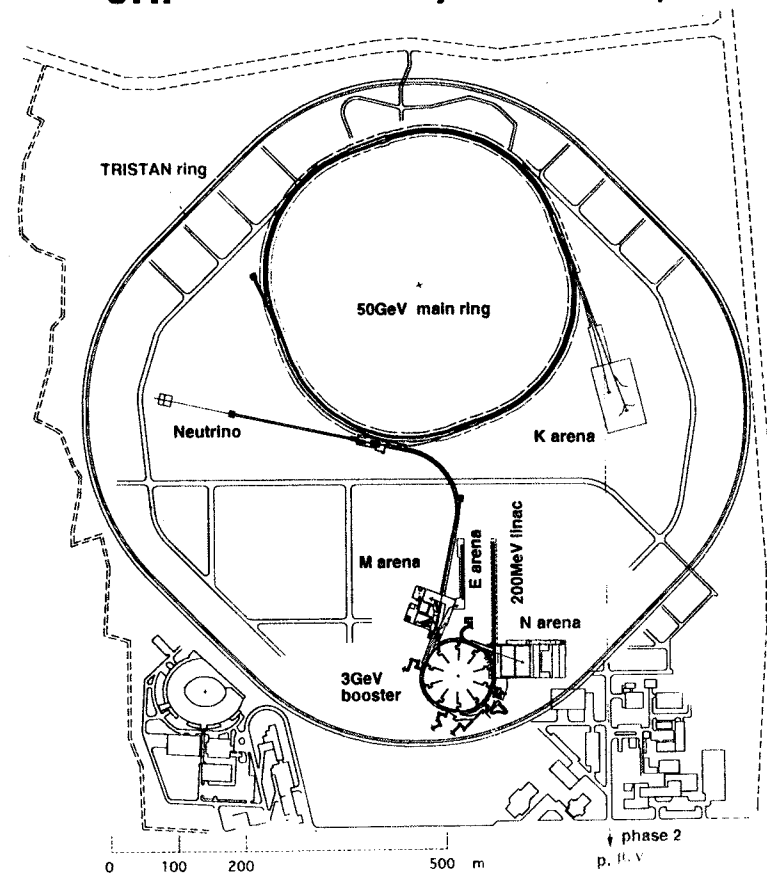 TRISTAN ring
50GeV main ring
Neutrino
K arena
M arena
E arena
200MeV linac
N arena
3GeV
booster
phase 2
0 100 200 500 m